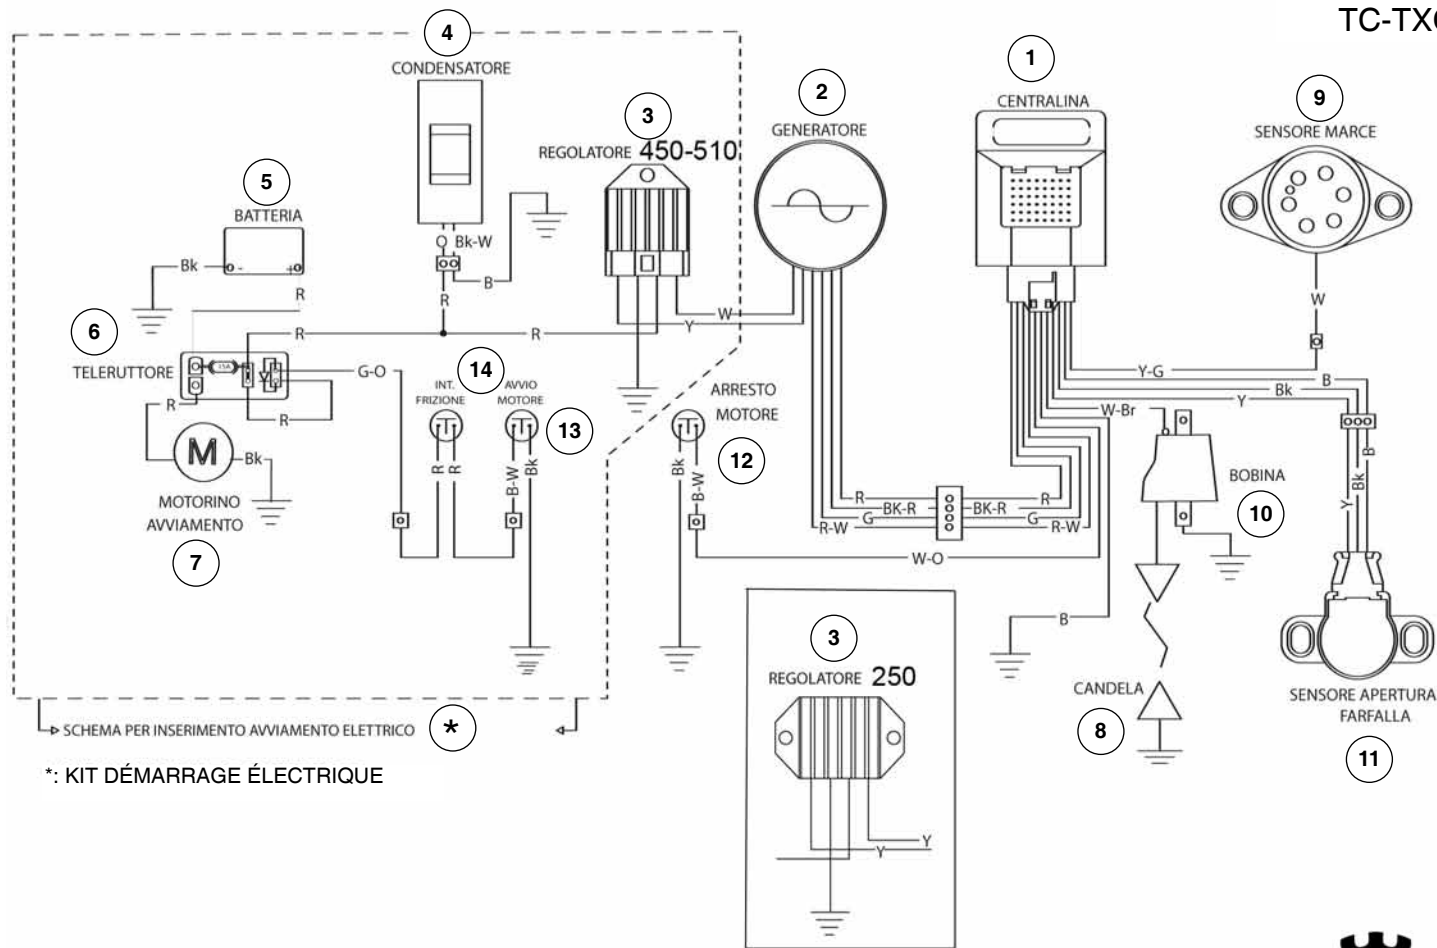 TC-TXC
4
CONDENSATORE
1
CENTRALINA
2
GENERATORE
9
SENSORE MARCE
3
REGOLATORE 450-510
5
BATTERIA
Bk
-
+
R
O
Bk-W
B
R
W
Y
R
R
W
6
TELERUTTORE
15A
G-O
R
R
14
INT.
FRIZIONE
AVVIO
MOTORE
13
ARRESTO
MOTORE
12
Y-G
B
Bk
Y
W-Br
M
Bk
MOTORINO
AVVIAMENTO
7
R
R
B-W
Bk
Bk
B-W
R
BK-R
G
R-W
R
BK-R
G
R-W
W-O
BOBINA
10
Y
Bk
B
B
CANDELA
8
SENSORE APERTURA
FARFALLA
11
3
REGOLATORE 250
Y
Y
SCHEMA PER INSERIMENTO AVVIAMENTO ELETTRICO
*
*: KIT DÉMARRAGE ÉLECTRIQUE